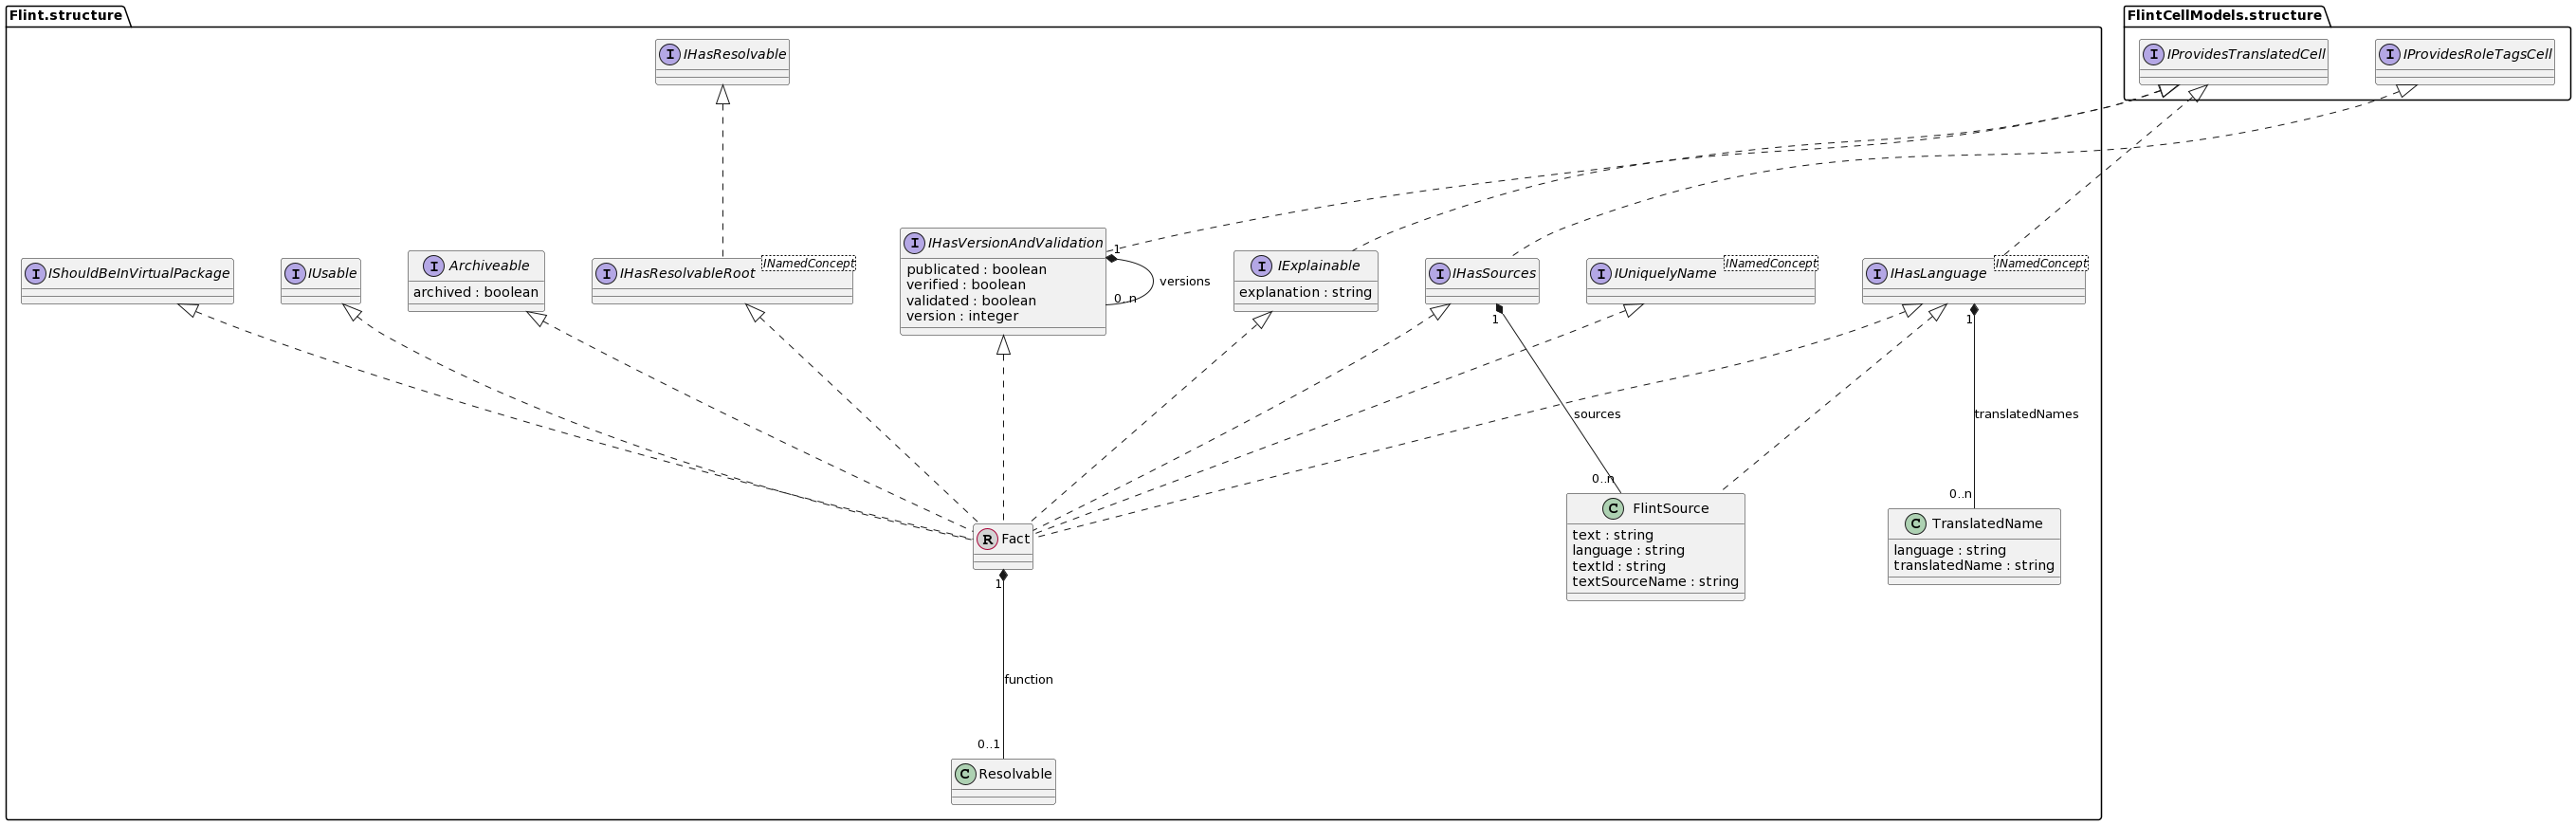 Flint.structure
FlintCellModels.structure
I IHasResolvable
I IProvidesTranslatedCell
I IProvidesRoleTagsCell
I IShouldBeInVirtualPackage
I IUsable
I Archiveable
archived : boolean
I IHasResolvableRoot
INamedConcept
I IHasVersionAndValidation
publicated : boolean
verified : boolean
validated : boolean
version : integer
1
versions
0..n
I IExplainable
explanation : string
I IHasSources
I IUniquelyName
INamedConcept
I IHasLanguage
INamedConcept
1
sources
0..n
1
translatedNames
0..n
R Fact
C FlintSource
text : string
language : string
textId : string
textSourceName : string
C TranslatedName
language : string
translatedName : string
1
function
0..1
C Resolvable